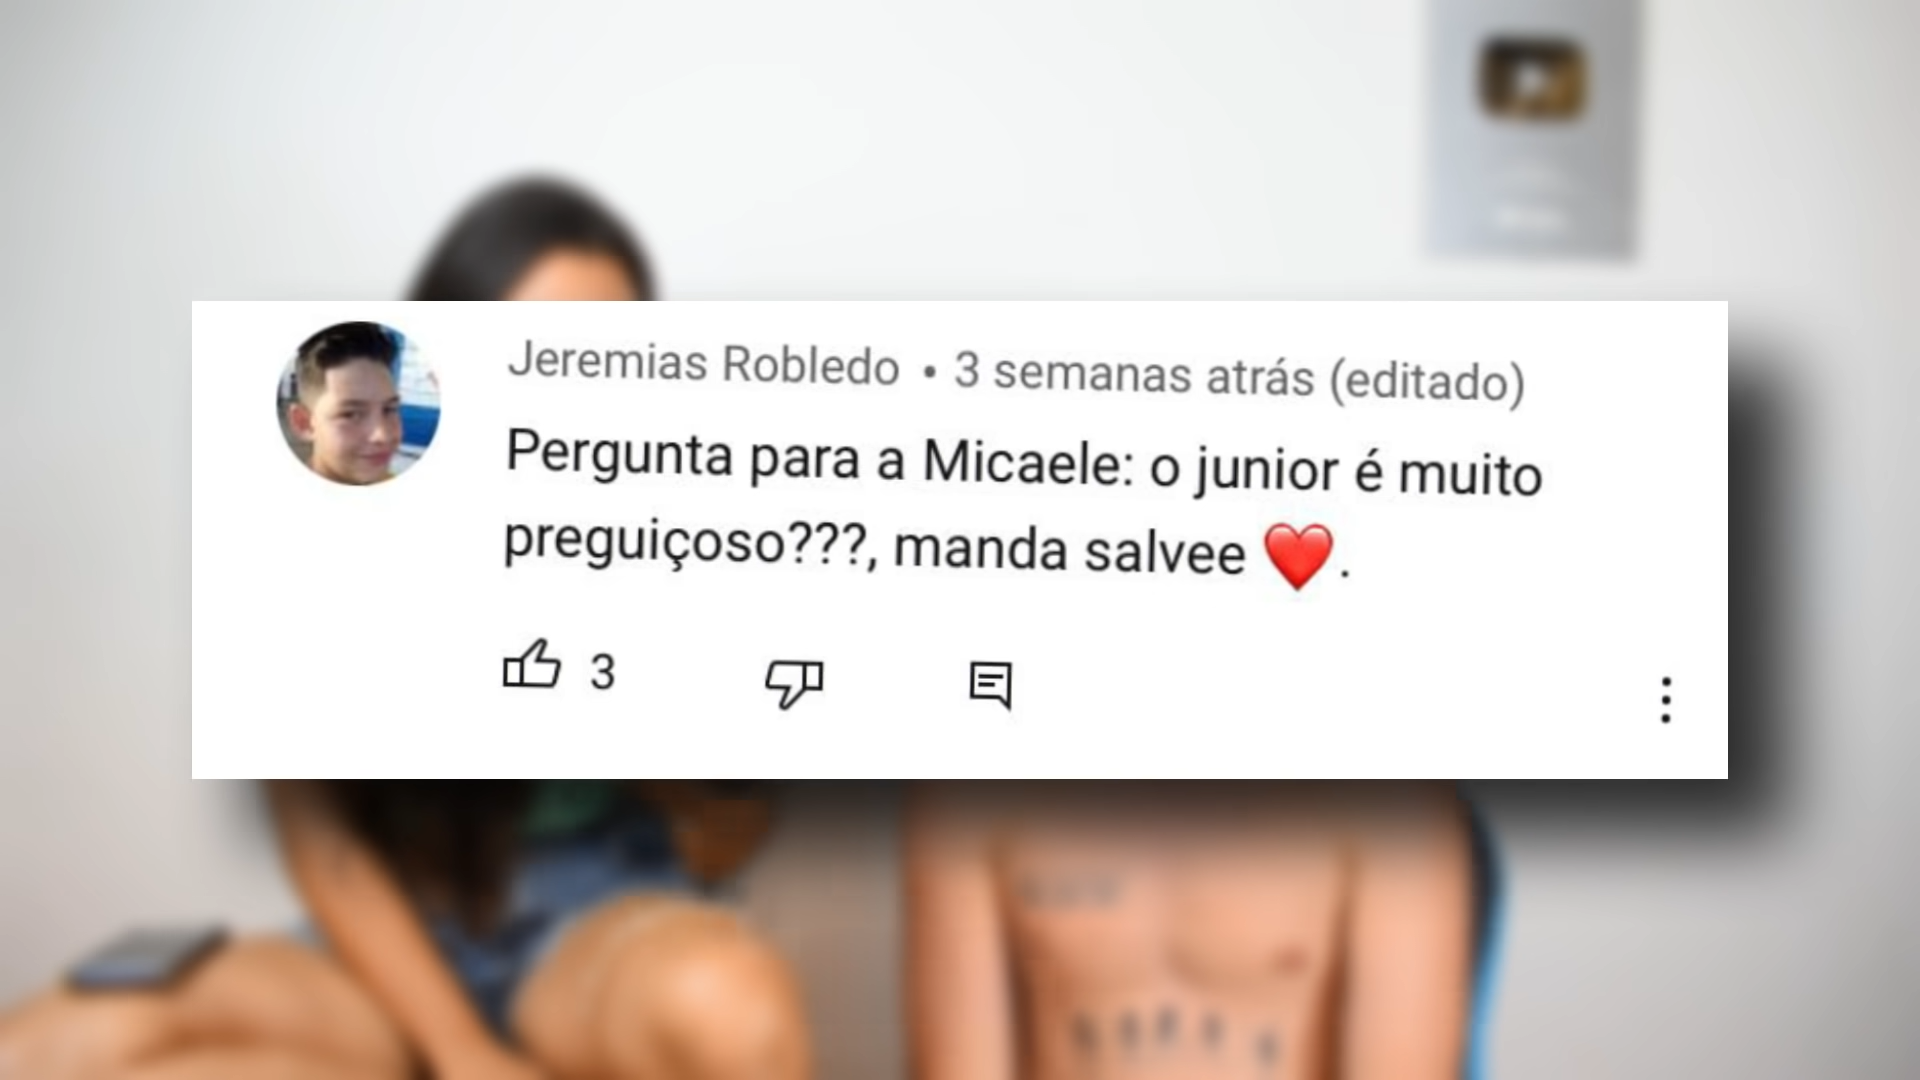 Jeremias Robledo • 3 semanas atrás (editado)
Pergunta para a Micaele: o junior é muito
preguiçoso???, manda salvee ❤️.
3